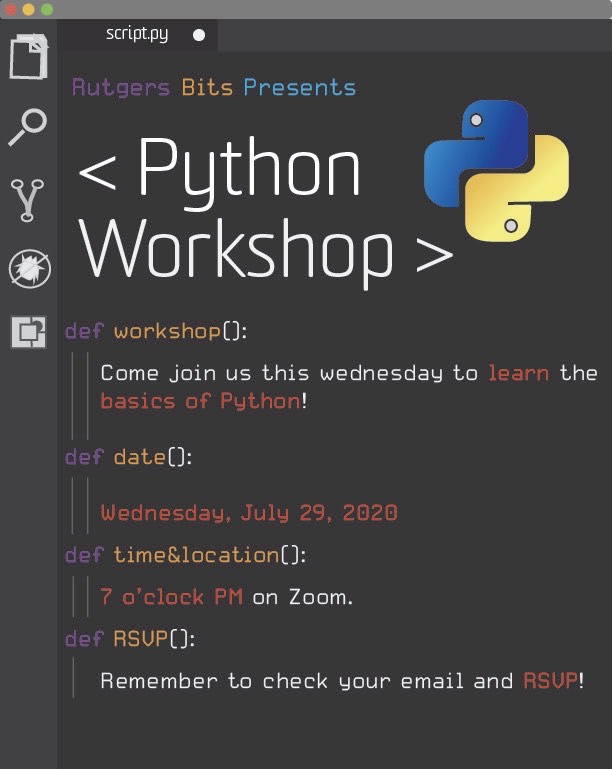 script.py
Rutgers Bits Presents
< Python
Workshop >
def workshop():
Come join us this wednesday to learn the
basics of Python!
def date():
Wednesday, July 29, 2020
def time&location():
7 o'clock PM on Zoom.
def RSVP():
Remember to check your email and RSVP!